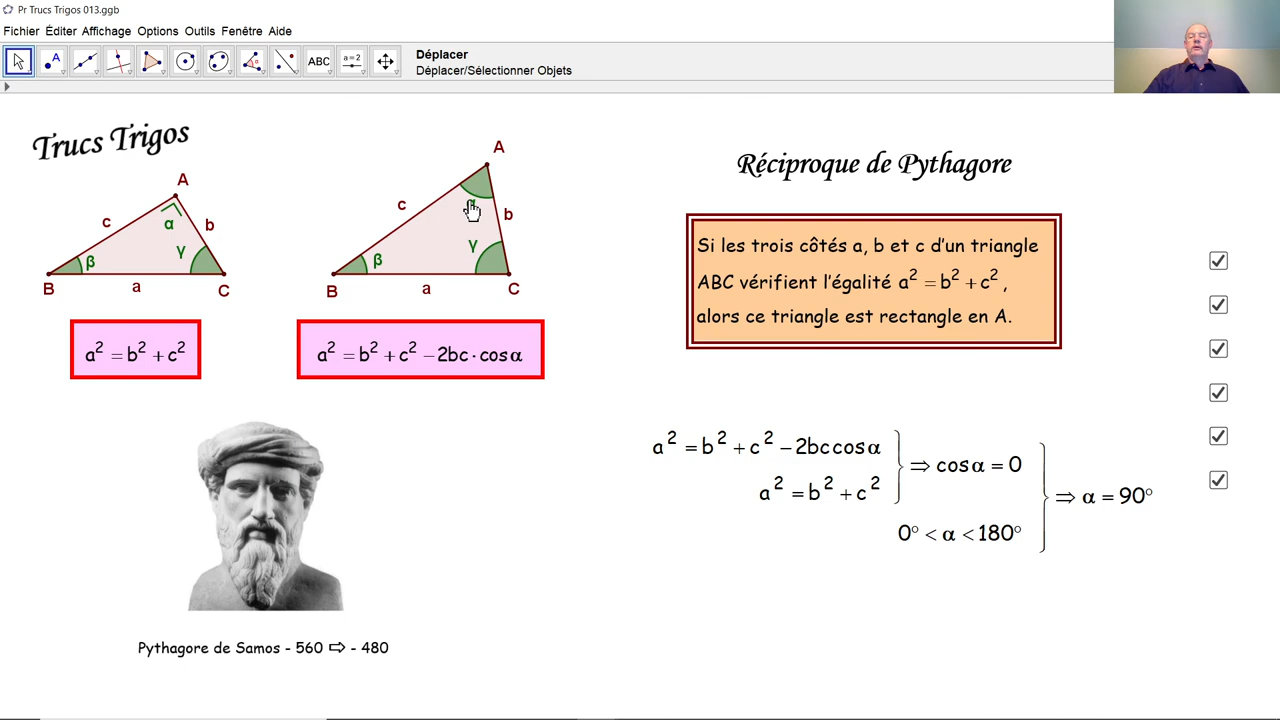 Pr Trucs Trigos 013.ggb
Fichier Éditer Affichage Options Outils Fenêtre Aide
A
ABC
a=2
Déplacer
Déplacer/Sélectionner Objets
Trucs Trigos
A
c
α
b
β
γ
B
a
C
A
c
b
β
γ
B
a
C
a² = b² + c²
a² = b² + c² − 2bc · cos α
Pythagore de Samos - 560 ⇨ - 480
Réciproque de Pythagore
Si les trois côtés a, b et c d'un triangle
ABC vérifient l'égalité a² = b² + c² ,
alors ce triangle est rectangle en A.
a² = b² + c² − 2bc cos α
a² = b² + c²
⇒ cos α = 0
0° < α < 180°
⇒ α = 90°